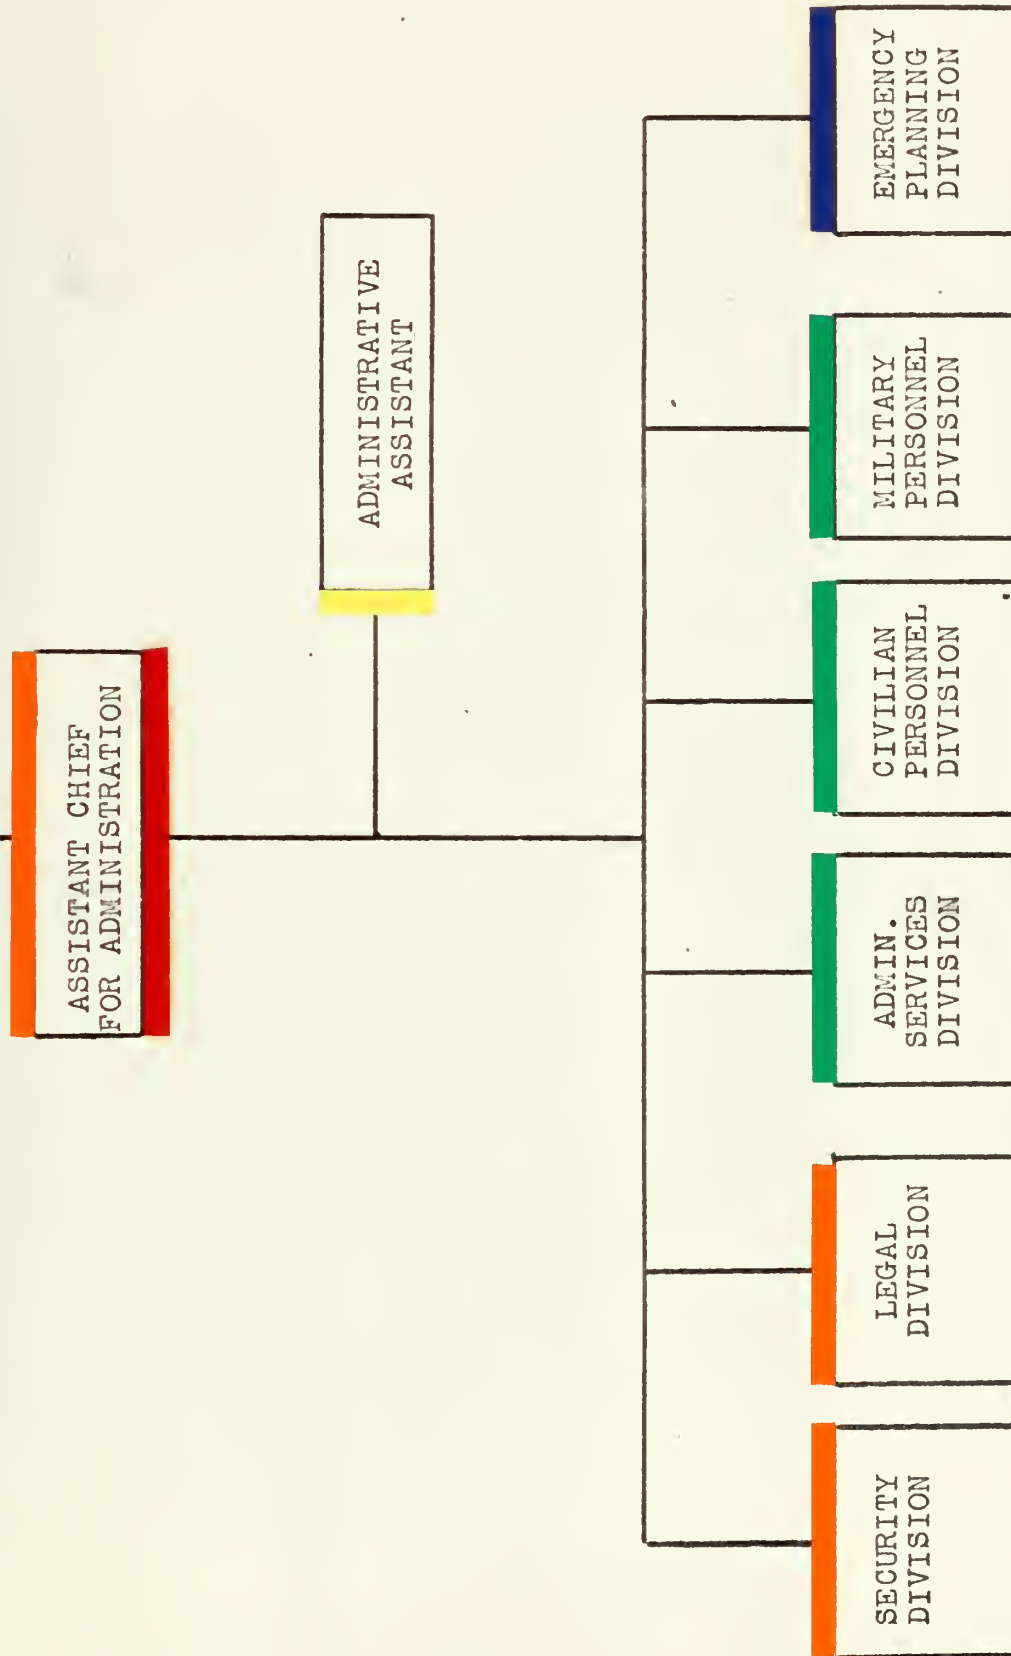 ASSISTANT CHIEF
FOR ADMINISTRATION
ADMINISTRATIVE
ASSISTANT
SECURITY
DIVISION
LEGAL
DIVISION
ADMIN.
SERVICES
DIVISION
CIVILIAN
PERSONNEL
DIVISION
MILITARY
PERSONNEL
DIVISION
EMERGENCY
PLANNING
DIVISION